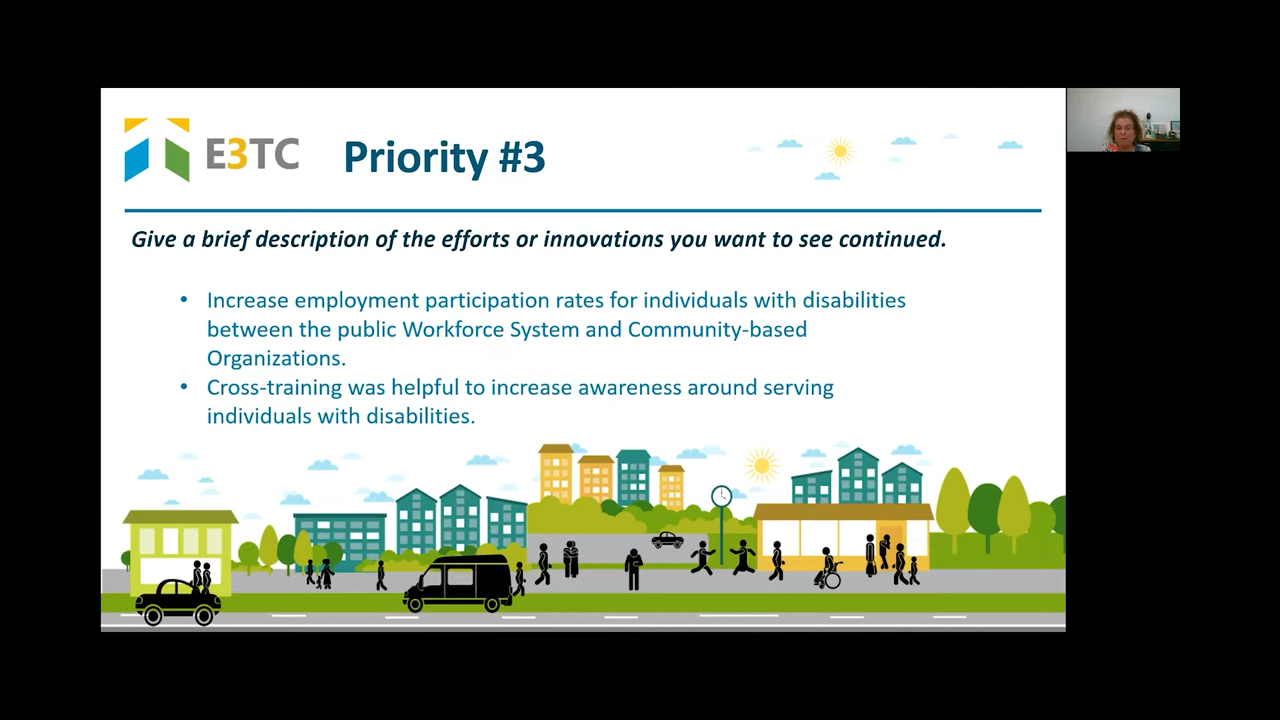 E3TC
Priority #3
Give a brief description of the efforts or innovations you want to see continued.
• Increase employment participation rates for individuals with disabilities
between the public Workforce System and Community-based
Organizations.
• Cross-training was helpful to increase awareness around serving
individuals with disabilities.